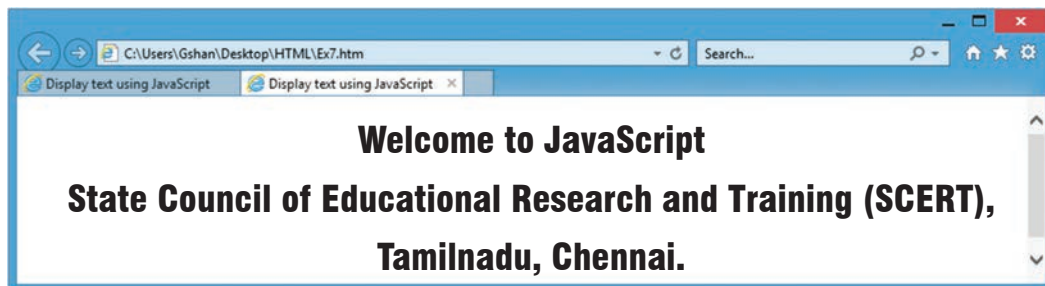 C:\Users\Gshan\Desktop\HTML\Ex7.htm
Search...
Display text using JavaScript
Display text using JavaScript
Welcome to JavaScript
State Council of Educational Research and Training (SCERT),
Tamilnadu, Chennai.